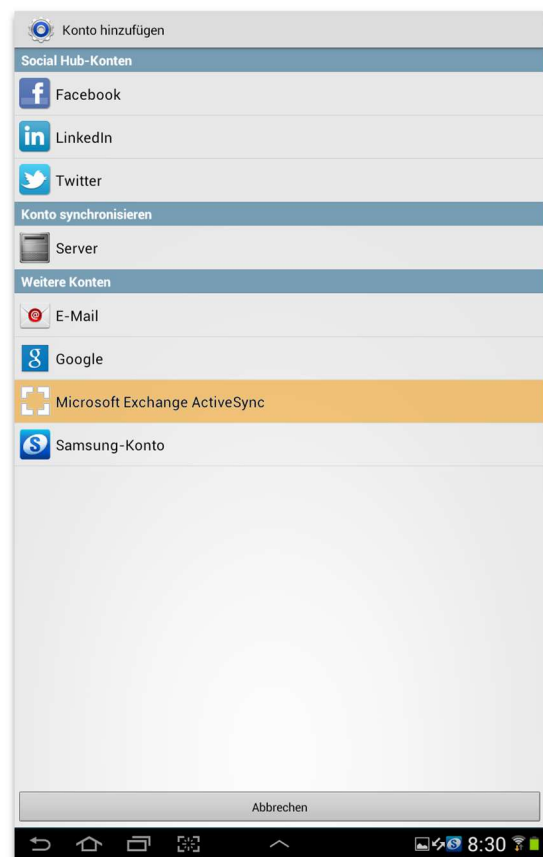 Konto hinzufügen
Social Hub-Konten
Facebook
LinkedIn
Twitter
Konto synchronisieren
Server
Weitere Konten
E-Mail
Google
Microsoft Exchange ActiveSync
Samsung-Konto
Abbrechen
8:30